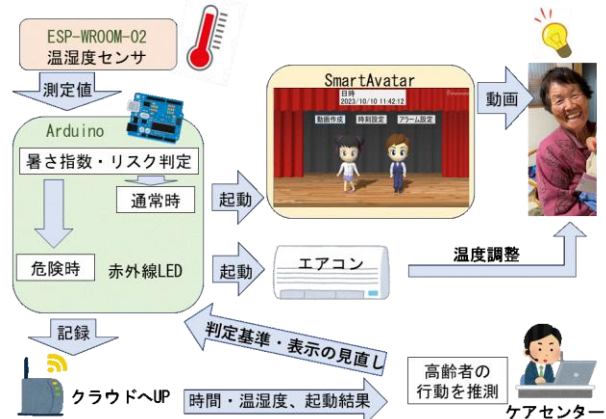 ESP-WROOM-02
温湿度センサ
測定値
Arduino
暑さ指数・リスク判定
通常時
危険時
赤外線LED
起動
SmartAvatar
日時
2023/10/10 11:42:12
動画作成
時刻設定
アラーム設定
動画
起動
エアコン
温度調整
記録
判定基準・表示の見直し
クラウドへUP
時間・温湿度、起動結果
高齢者の
行動を推測
ケアセンター